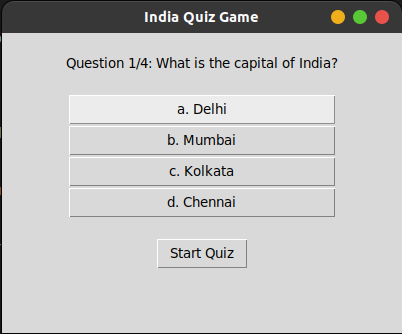 India Quiz Game
Question 1/4: What is the capital of India?
a. Delhi
b. Mumbai
c. Kolkata
d. Chennai
Start Quiz